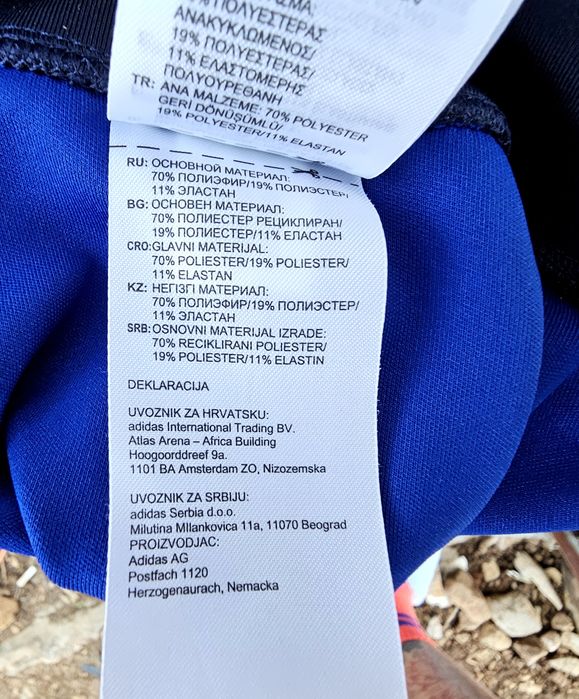 ΠΟΛΥΕΣΤΕΡΑΣ
ΑΝΑΚΥΚΛΩΜΕΝΟΣ/
19% ΠΟΛΥΕΣΤΕΡΑΣ/
11% ΕΛΑΣΤΟΜΕΡΗΣ
ΠΟΛΥΟΥΡΕΘΑΝΗ
TR: ANA MALZEME: 70% POLYESTER
GERİ DÖNÜŞÜMLÜ/
19% POLYESTER/11% ELASTAN
RU: ОСНОВНОЙ МАТЕРИАЛ:
70% ПОЛИЭФИР/19% ПОЛИЭСТЕР/
11% ЭЛАСТАН
BG: ОСНОВЕН МАТЕРИАЛ:
70% ПОЛИЕСТЕР РЕЦИКЛИРАН/
19% ПОЛИЕСТЕР/11% ЕЛАСТАН
CRO:GLAVNI MATERIJAL:
70% POLIESTER/19% POLIESTER/
11% ELASTAN
KZ: НЕГІЗГІ МАТЕРИАЛ:
70% ПОЛИЭФИР/19% ПОЛИЭСТЕР/
11% ЭЛАСТАН
SRB:OSNOVNI MATERIJAL IZRADE:
70% RECIKLIRANI POLIESTER/
19% POLIESTER/11% ELASTIN
DEKLARACIJA
UVOZNIK ZA HRVATSKU:
adidas International Trading BV.
Atlas Arena – Africa Building
Hoogoorddreef 9a.
1101 BA Amsterdam ZO, Nizozemska
UVOZNIK ZA SRBIJU:
adidas Serbia d.o.o.
Milutina Mllankovica 11a, 11070 Beograd
PROIZVODJAC:
Adidas AG
Postfach 1120
Herzogenaurach, Nemacka